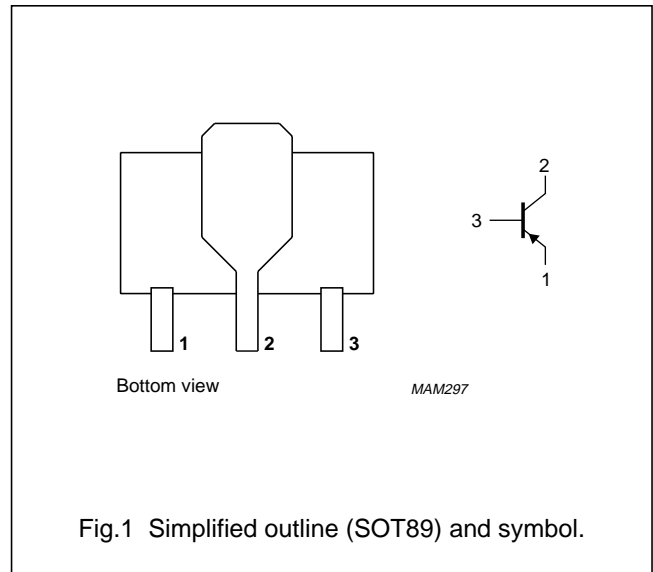 2
3
1
1 2 3
Bottom view
MAM297
Fig.1 Simplified outline (SOT89) and symbol.